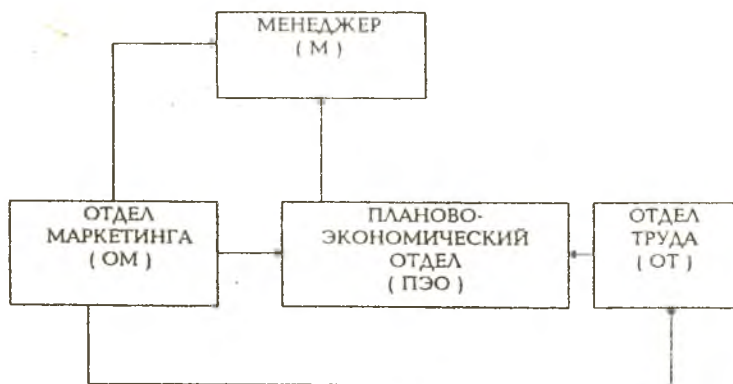 МЕНЕДЖЕР
( М )
ОТДЕЛ
МАРКЕТИНГА
( ОМ )
ПЛАНОВО-
ЭКОНОМИЧЕСКИЙ
ОТДЕЛ
( ПЭО )
ОТДЕЛ
ТРУДА
( ОТ )